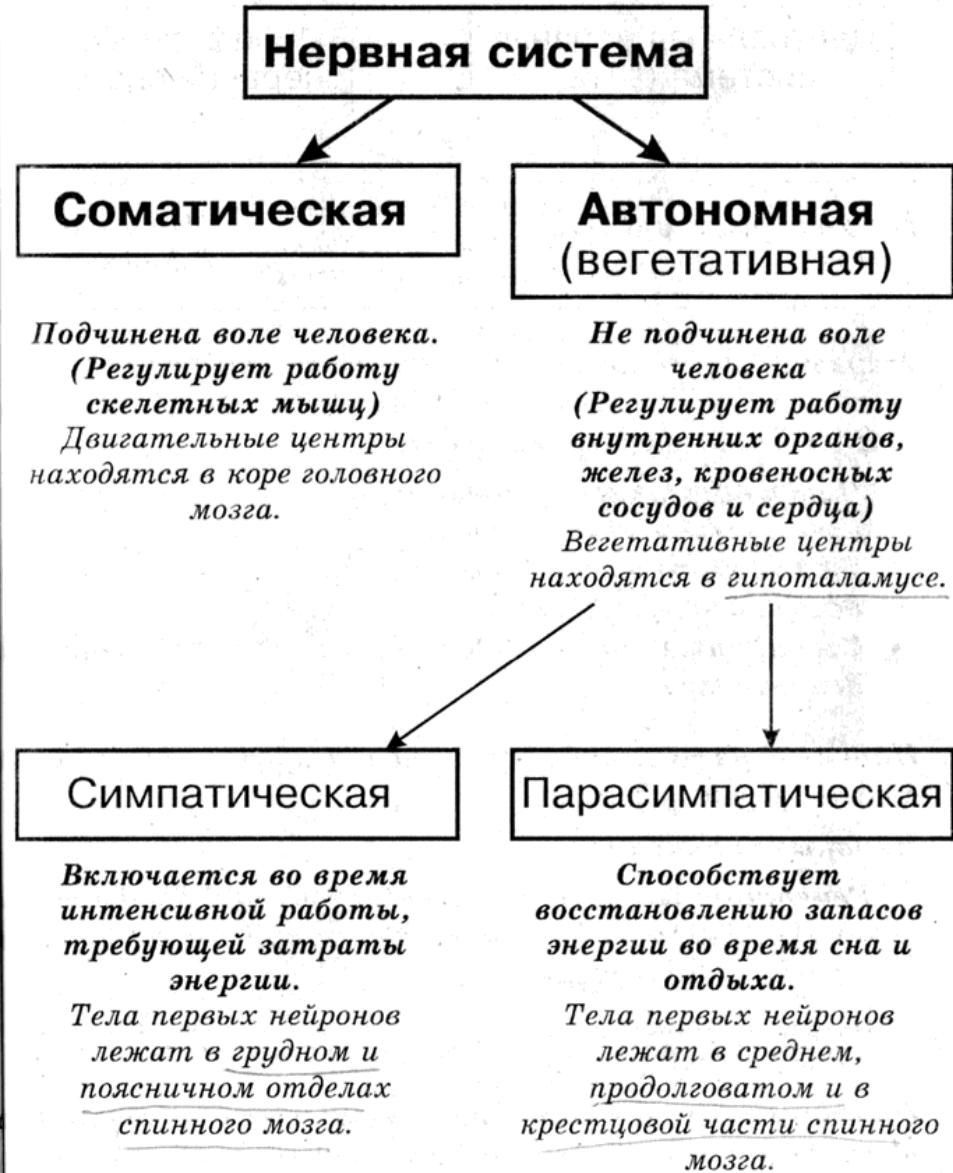 Нервная система
Соматическая
Автономная
(вегетативная)
Подчинена воле человека.
(Регулирует работу
скелетных мышц)
Двигательные центры
находятся в коре головного
мозга.
Не подчинена воле
человека
(Регулирует работу
внутренних органов,
желез, кровеносных
сосудов и сердца)
Вегетативные центры
находятся в гипоталамусе.
Симпатическая
Парасимпатическая
Включается во время
интенсивной работы,
требующей затраты
энергии.
Тела первых нейронов
лежат в грудном и
поясничном отделах
спинного мозга.
Способствует
восстановлению запасов
энергии во время сна и
отдыха.
Тела первых нейронов
лежат в среднем,
продолговатом и в
крестцовой части спинного
мозга.